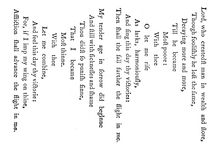 Lord, who createdst man in wealth and store,
Though foolishly he lost the same,
Decaying more and more,
Till he became
Most poore:
With thee
O let me rise
As larks, harmoniously,
And sing this day thy victories:
Then shall the fall further the flight in me.
My tender age in sorrow did beginne:
And still with sicknesses and shame
Thou didst so punish sinne,
That I became
Most thinne.
With thee
Let me combine
And feel this day thy victorie:
For, if I imp my wing on thine,
Affliction shall advance the flight in me.